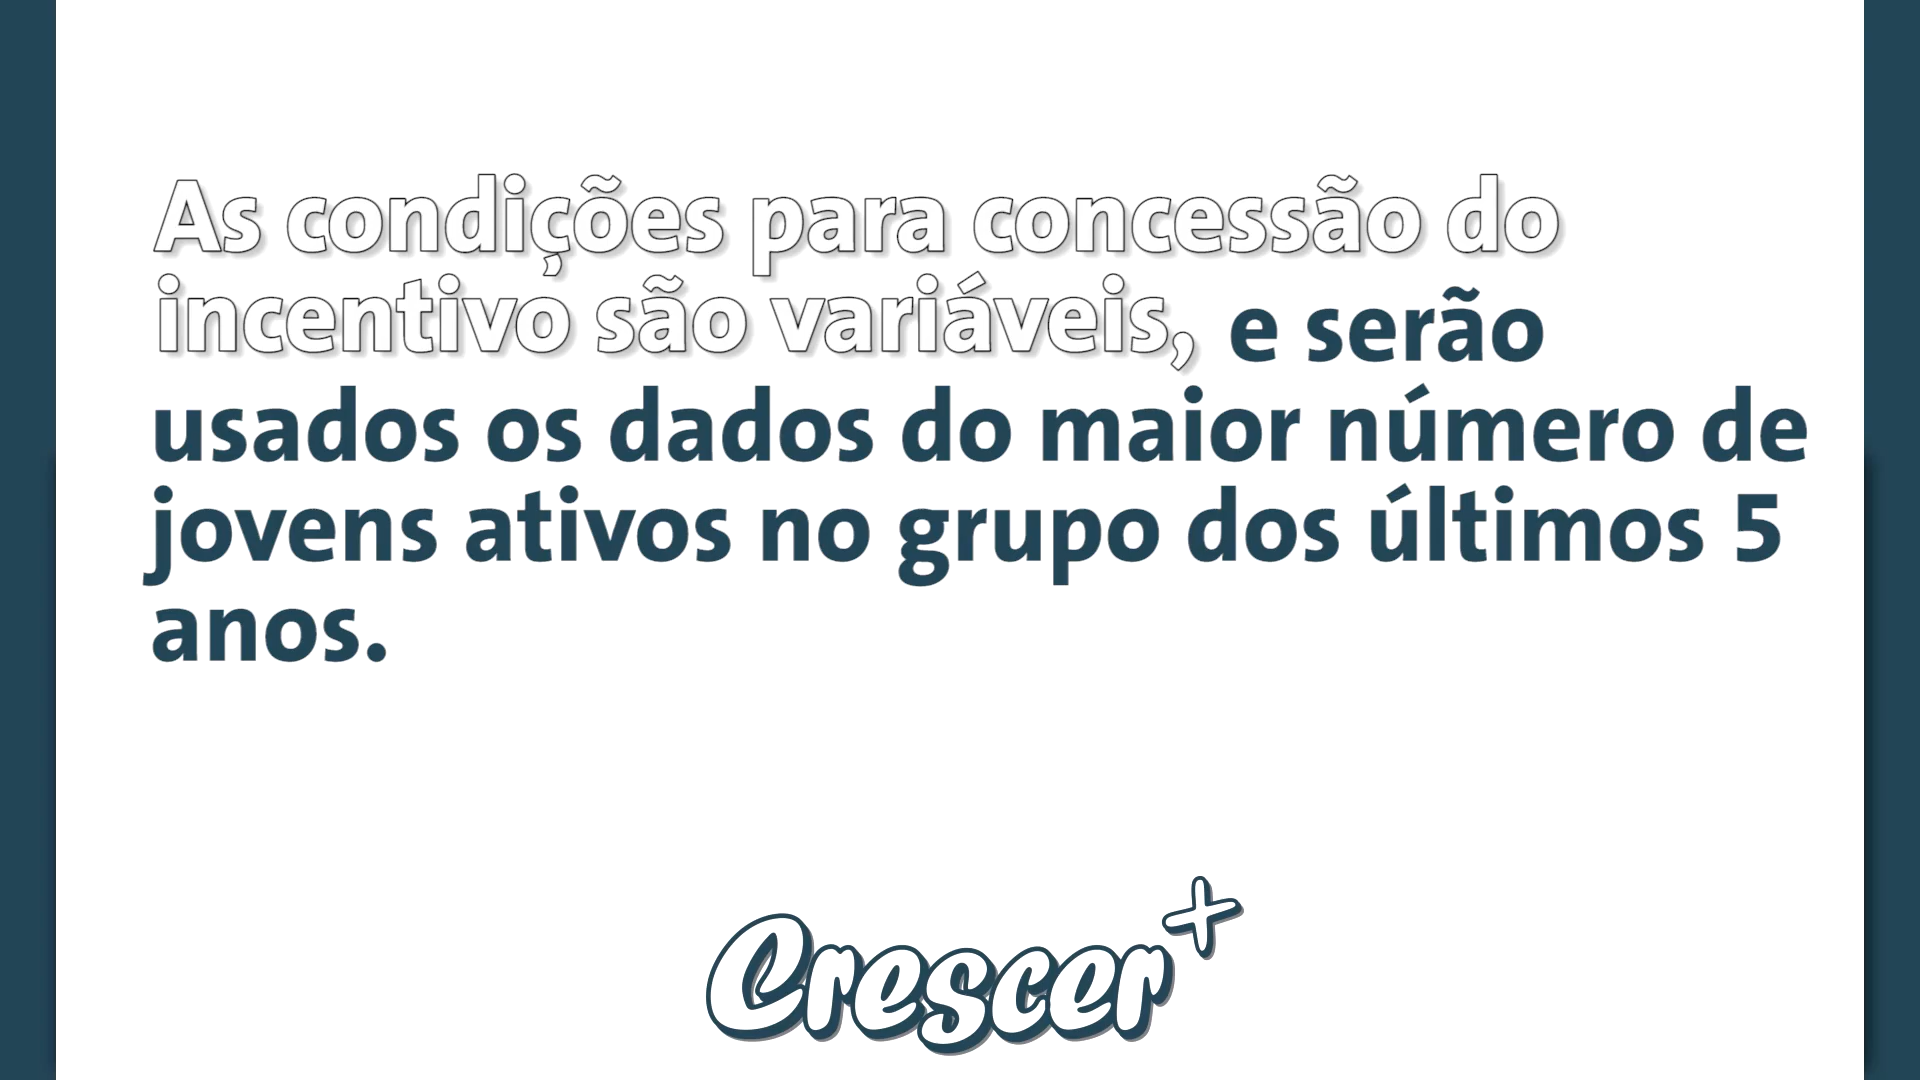 As condições para concessão do
incentivo são variáveis, e serão
usados os dados do maior número de
jovens ativos no grupo dos últimos 5
anos.
Crescer+